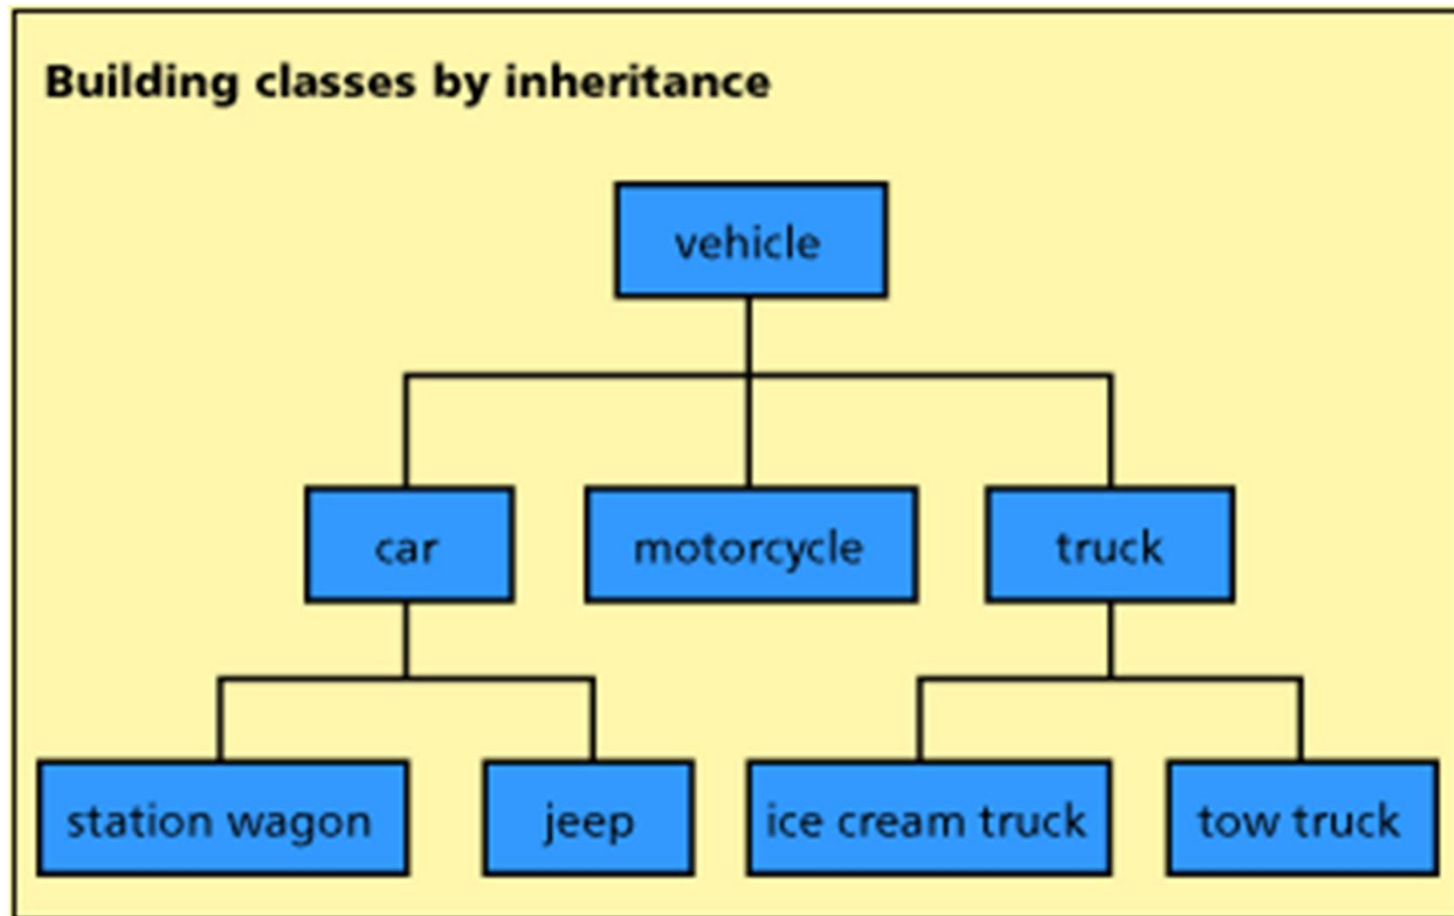 Building classes by inheritance
vehicle
car
motorcycle
truck
station wagon
jeep
ice cream truck
tow truck